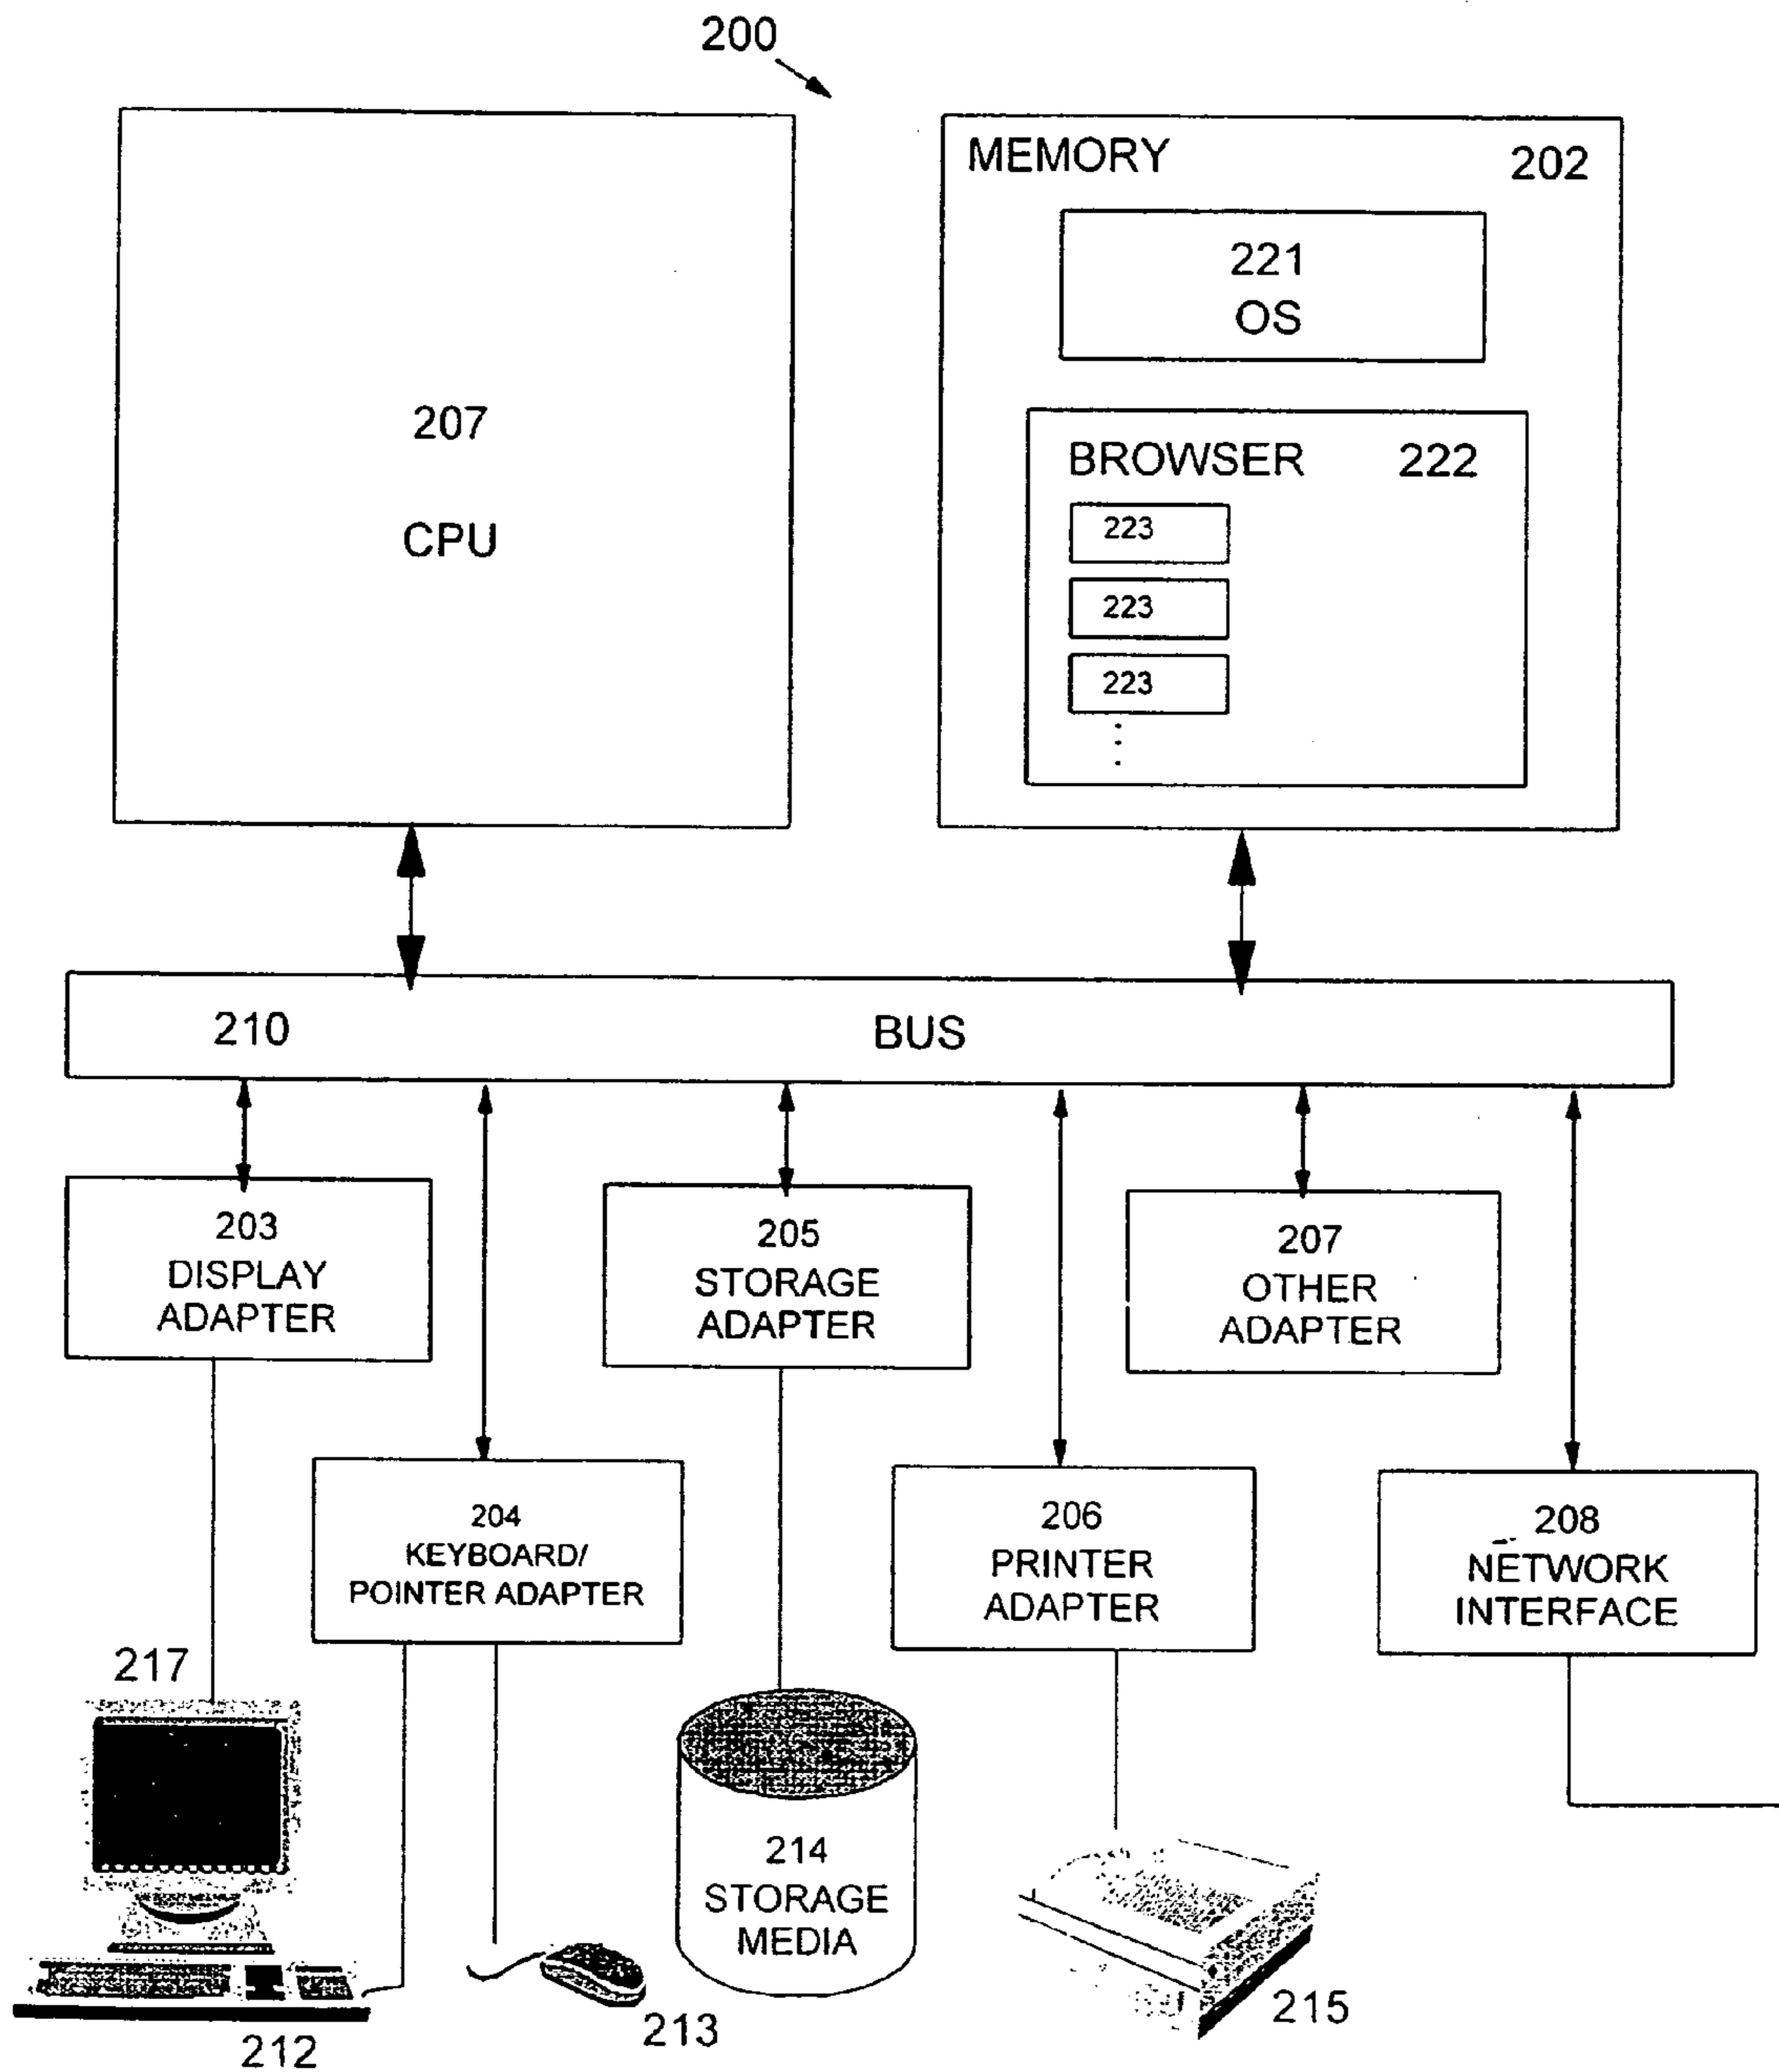 200
207
CPU
MEMORY 202
221
OS
BROWSER 222
223
223
223
210 BUS
203
DISPLAY
ADAPTER
205
STORAGE
ADAPTER
207
OTHER
ADAPTER
204
KEYBOARD/
POINTER ADAPTER
206
PRINTER
ADAPTER
208
NETWORK
INTERFACE
217
214
STORAGE
MEDIA
212
213
215